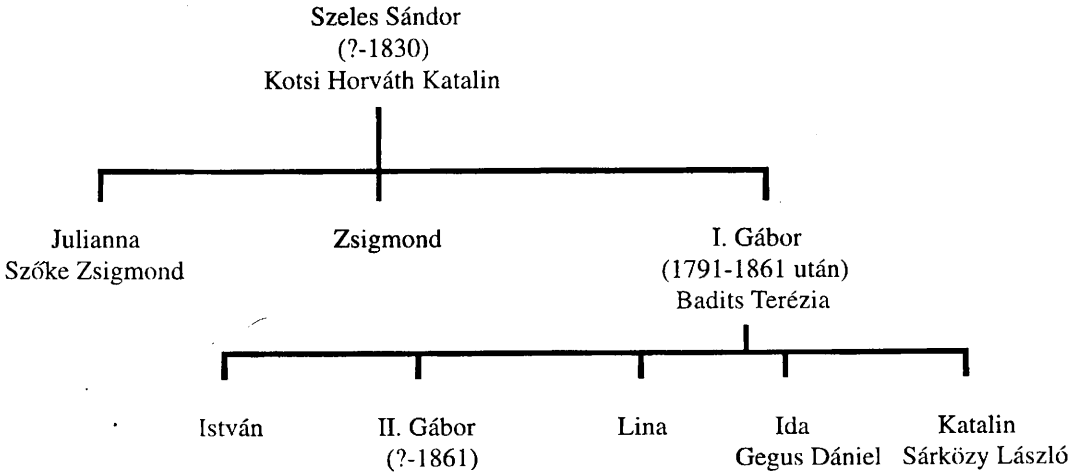 Szeles Sándor
(?-1830)
Kotsi Horváth Katalin
Julianna
Szőke Zsigmond
Zsigmond
I. Gábor
(1791-1861 után)
Badits Terézia
István
II. Gábor
(?-1861)
Lina
Ida
Gegus Dániel
Katalin
Sárközy László